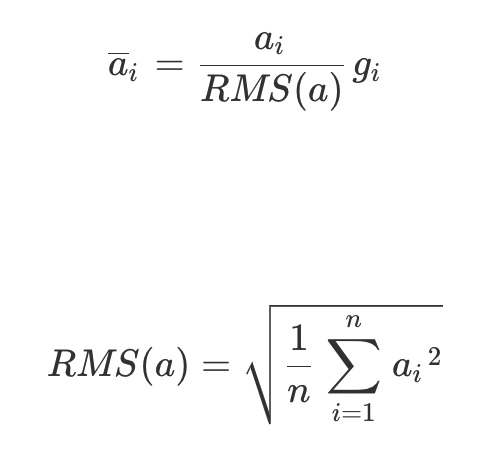 $\overline{a}_i = \frac{a_i}{RMS(a)} g_i$
$RMS(a) = \sqrt{\frac{1}{n} \sum_{i=1}^{n} {a_i}^2}$